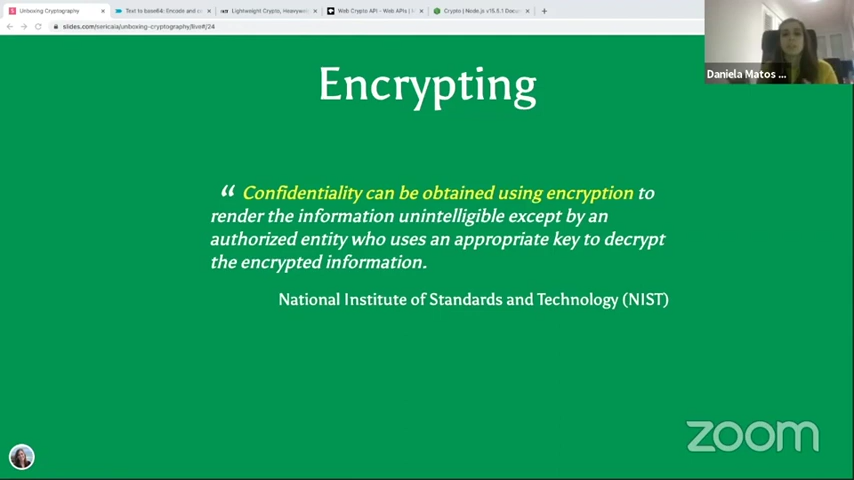 Unboxing Cryptography
Text to base64: Encode and
Lightweight Crypto, Heavyweig
Web Crypto API - Web APIs |
Crypto | Node.js v15.5.1 Docum
slides.com/sericaia/unboxing-cryptography/live#/24
Daniela Matos ...
Encrypting
“ Confidentiality can be obtained using encryption to
render the information unintelligible except by an
authorized entity who uses an appropriate key to decrypt
the encrypted information.
National Institute of Standards and Technology (NIST)
zoom